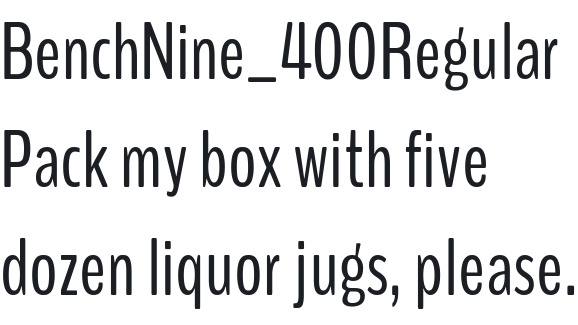 BenchNine_400Regular
Pack my box with five
dozen liquor jugs, please.